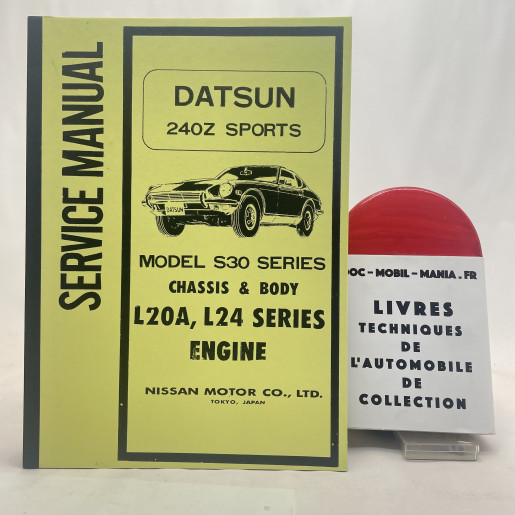 SERVICE MANUAL
DATSUN
240Z SPORTS
DATSUN
MODEL S30 SERIES
CHASSIS & BODY
L20A, L24 SERIES
ENGINE
NISSAN MOTOR CO., LTD.
TOKYO, JAPAN
DOC - MOBIL - MANIA . FR
LIVRES
TECHNIQUES
DE
L'AUTOMOBILE
DE
COLLECTION